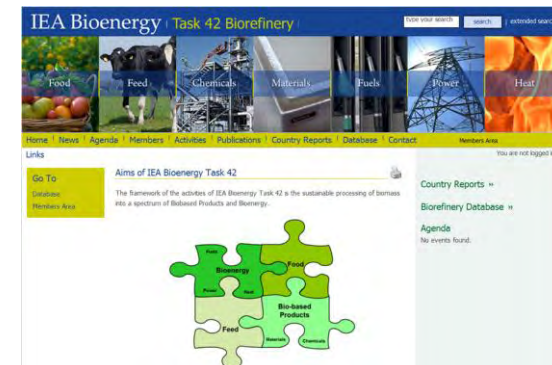 IEA Bioenergy Task 42 Biorefinery
type your search search extended searc
Food Feed Chemicals Materials Fuels Power Heat
Home News Agenda Members Activities Publications Country Reports Database Contact Members Area
Links You are not logged i
Go To
Database
Members Area
Aims of IEA Bioenergy Task 42
The framework of the activities of IEA Bioenergy Task 42 is the sustainable processing of biomass
into a spectrum of Biobased Products and Bioenergy.
Country Reports »
Biorefinery Database »
Agenda
No events found.
Fuels
Bioenergy
Power Heat
Food
Bio-based
Products
Materials Chemicals
Feed